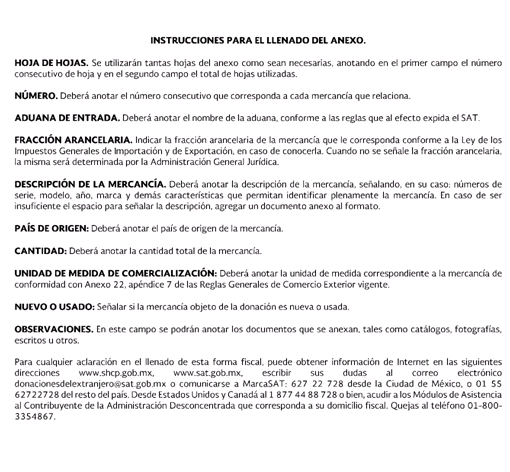 INSTRUCCIONES PARA EL LLENADO DEL ANEXO.
HOJA DE HOJAS. Se utilizarán tantas hojas del anexo como sean necesarias, anotando en el primer campo el número
consecutivo de hoja y en el segundo campo el total de hojas utilizadas.
NÚMERO. Deberá anotar el número consecutivo que corresponda a cada mercancía que relaciona.
ADUANA DE ENTRADA. Deberá anotar el nombre de la aduana, conforme a las reglas que al efecto expida el SAT.
FRACCIÓN ARANCELARIA. Indicar la fracción arancelaria de la mercancía que le corresponda conforme a la Ley de los
Impuestos Generales de Importación y de Exportación, en caso de conocerla. Cuando no se señale la fracción arancelaria,
la misma será determinada por la Administración General Jurídica.
DESCRIPCIÓN DE LA MERCANCÍA. Deberá anotar la descripción de la mercancía, señalando, en su caso: números de
serie, modelo, año, marca y demás características que permitan identificar plenamente la mercancía. En caso de ser
insuficiente el espacio para señalar la descripción, agregar un documento anexo al formato.
PAÍS DE ORIGEN: Deberá anotar el país de origen de la mercancía.
CANTIDAD: Deberá anotar la cantidad total de la mercancía.
UNIDAD DE MEDIDA DE COMERCIALIZACIÓN: Deberá anotar la unidad de medida correspondiente a la mercancía de
conformidad con Anexo 22, apéndice 7 de las Reglas Generales de Comercio Exterior vigente.
NUEVO O USADO: Señalar si la mercancía objeto de la donación es nueva o usada.
OBSERVACIONES. En este campo se podrán anotar los documentos que se anexan, tales como catálogos, fotografías,
escritos u otros.
Para cualquier aclaración en el llenado de esta forma fiscal, puede obtener información de Internet en las siguientes
direcciones www.shcp.gob.mx, www.sat.gob.mx, escribir sus dudas al correo electrónico
donacionesdelextranjero@sat.gob.mx o comunicarse a MarcaSAT: 627 22 728 desde la Ciudad de México, o 01 55
62722728 del resto del país. Desde Estados Unidos y Canadá al 1 877 44 88 728 o bien, acudir a los Módulos de Asistencia
al Contribuyente de la Administración Desconcentrada que corresponda a su domicilio fiscal. Quejas al teléfono 01-800-
3354867.